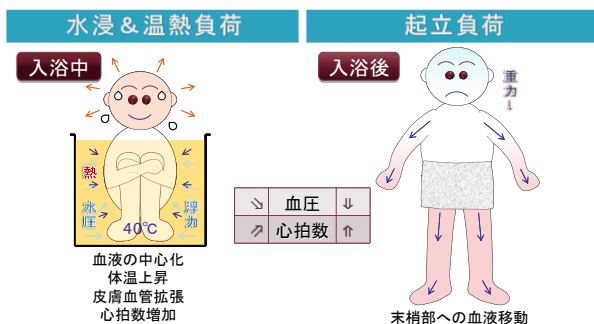 水浸＆温熱負荷
起立負荷
入浴中
入浴後
重力↓
熱
水圧
浮力
40℃
↘ 血圧 ⇓
⇗ 心拍数 ⇑
血液の中心化
体温上昇
皮膚血管拡張
心拍数増加
末梢部への血液移動